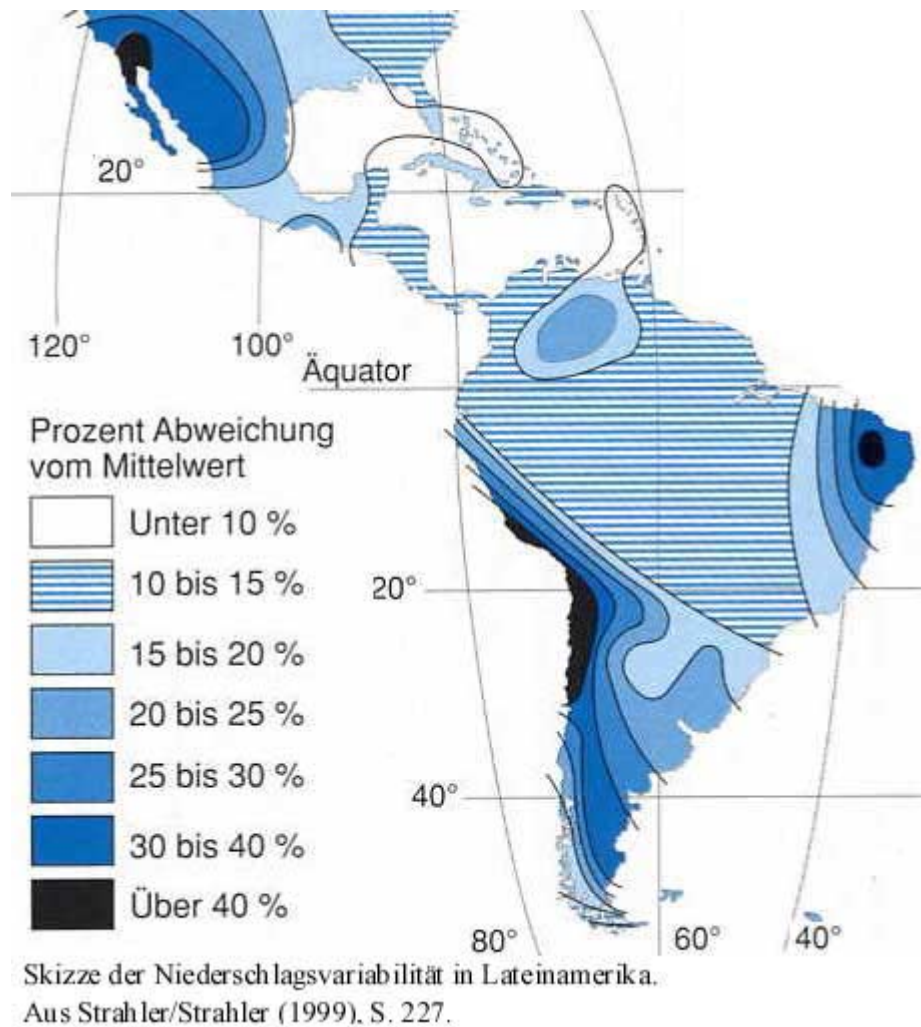 20°
120°
100°
Äquator
Prozent Abweichung
vom Mittelwert
Unter 10 %
10 bis 15 %
15 bis 20 %
20 bis 25 %
25 bis 30 %
30 bis 40 %
Über 40 %
20°
40°
80°
60°
40°
Skizze der Niederschlagsvariabilität in Lateinamerika.
Aus Strahler/Strahler (1999), S. 227.